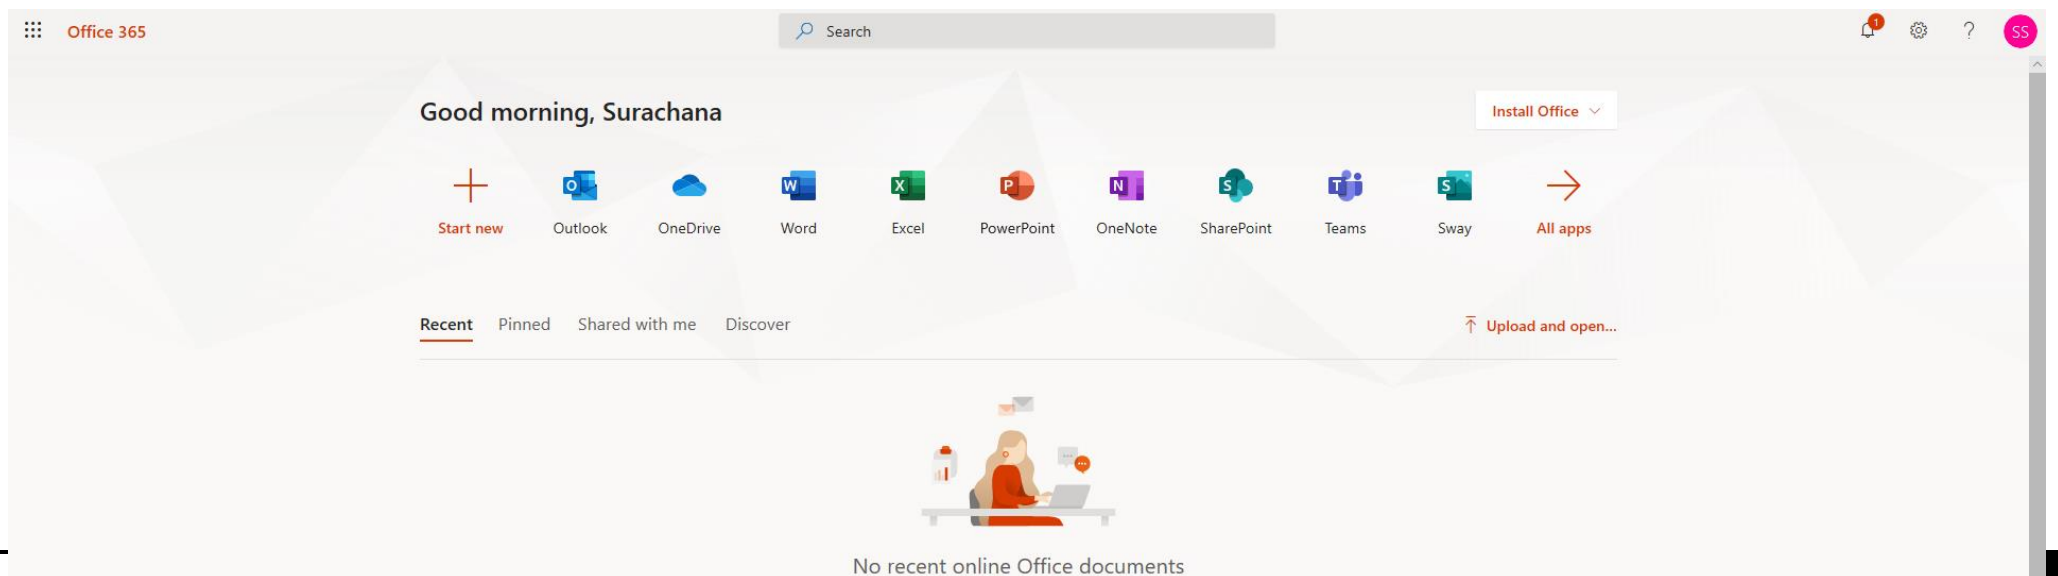 Office 365
Search
1
?
SS
Good morning, Surachana
Install Office
Start new
Outlook
OneDrive
Word
Excel
PowerPoint
OneNote
SharePoint
Teams
Sway
All apps
Recent Pinned Shared with me Discover
Upload and open...
No recent online Office documents